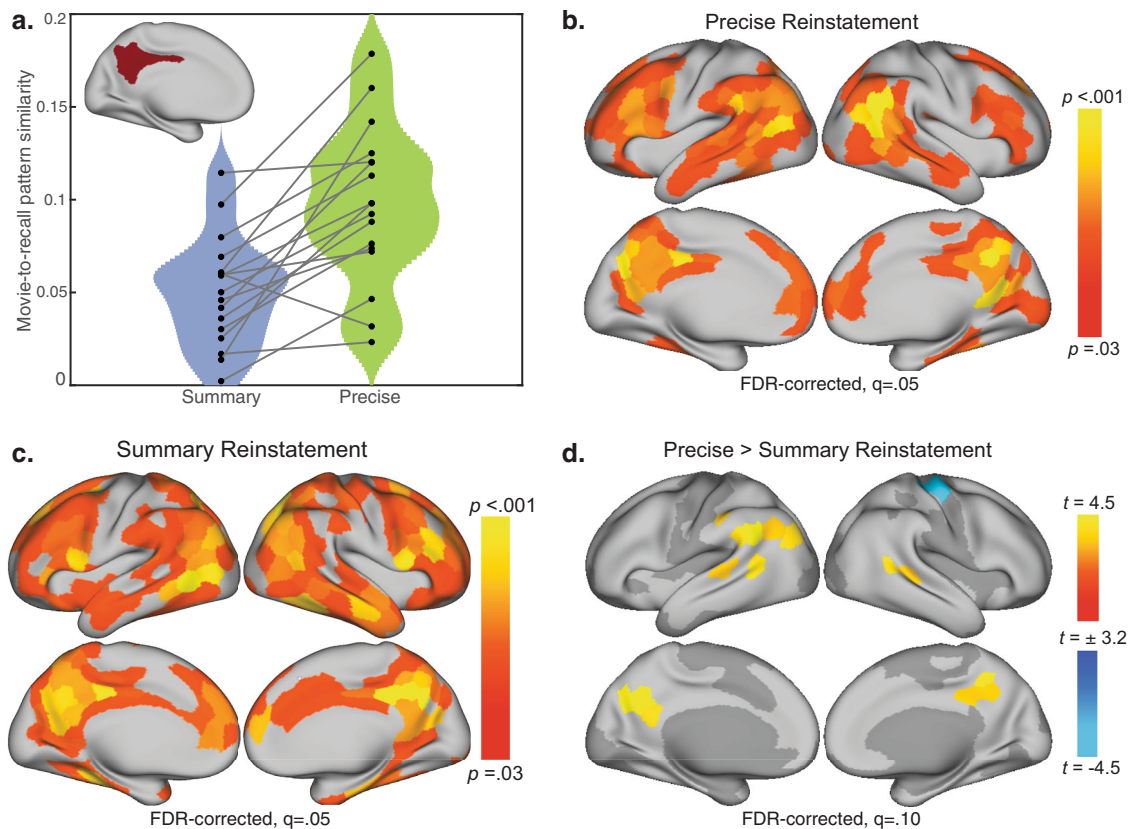 a.
0.2
0.15
0.1
0.05
0
Movie-to-recall pattern similarity
Summary
Precise
b.
Precise Reinstatement
p <.001
p =.03
FDR-corrected, q=.05
c.
Summary Reinstatement
p <.001
p =.03
FDR-corrected, q=.05
d.
Precise > Summary Reinstatement
t = 4.5
t = ± 3.2
t = -4.5
FDR-corrected, q=.10